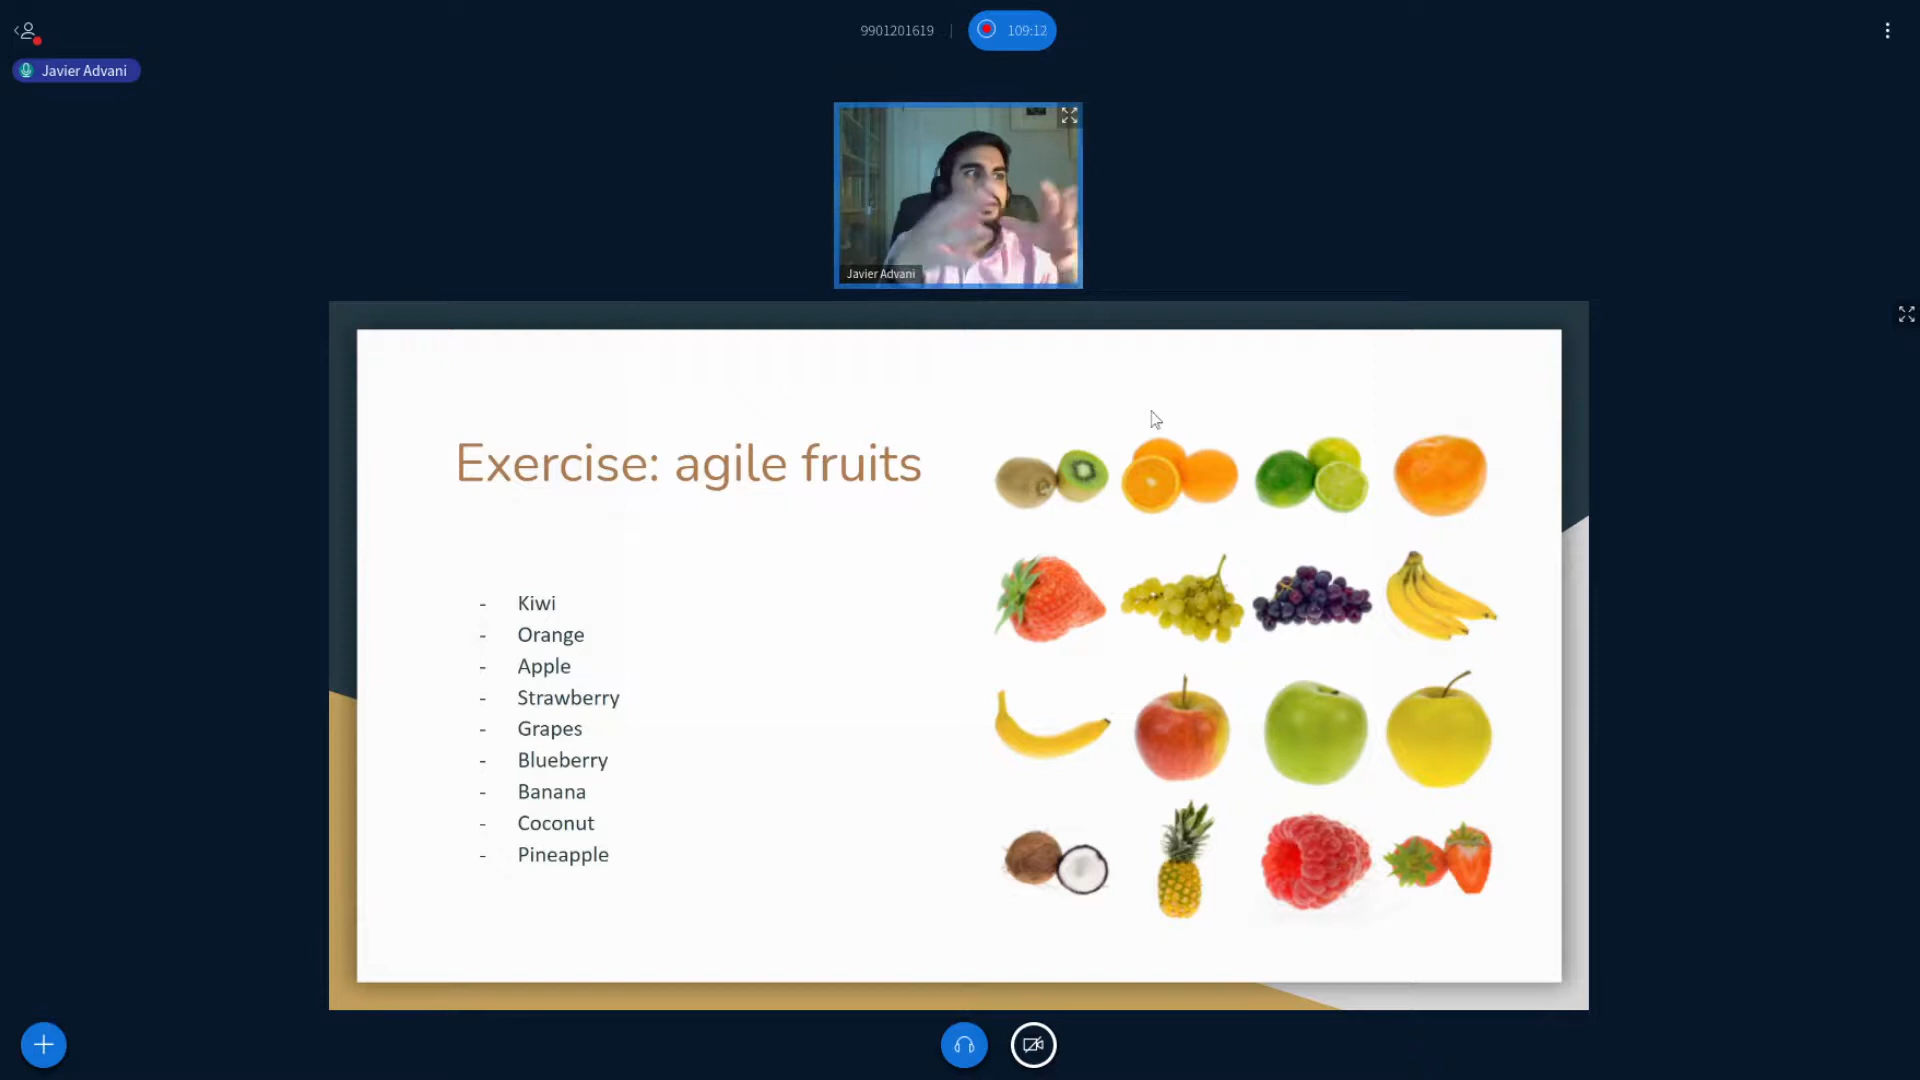 9901201619
109:12
Javier Advani
Javier Advani
Exercise: agile fruits
- Kiwi
- Orange
- Apple
- Strawberry
- Grapes
- Blueberry
- Banana
- Coconut
- Pineapple